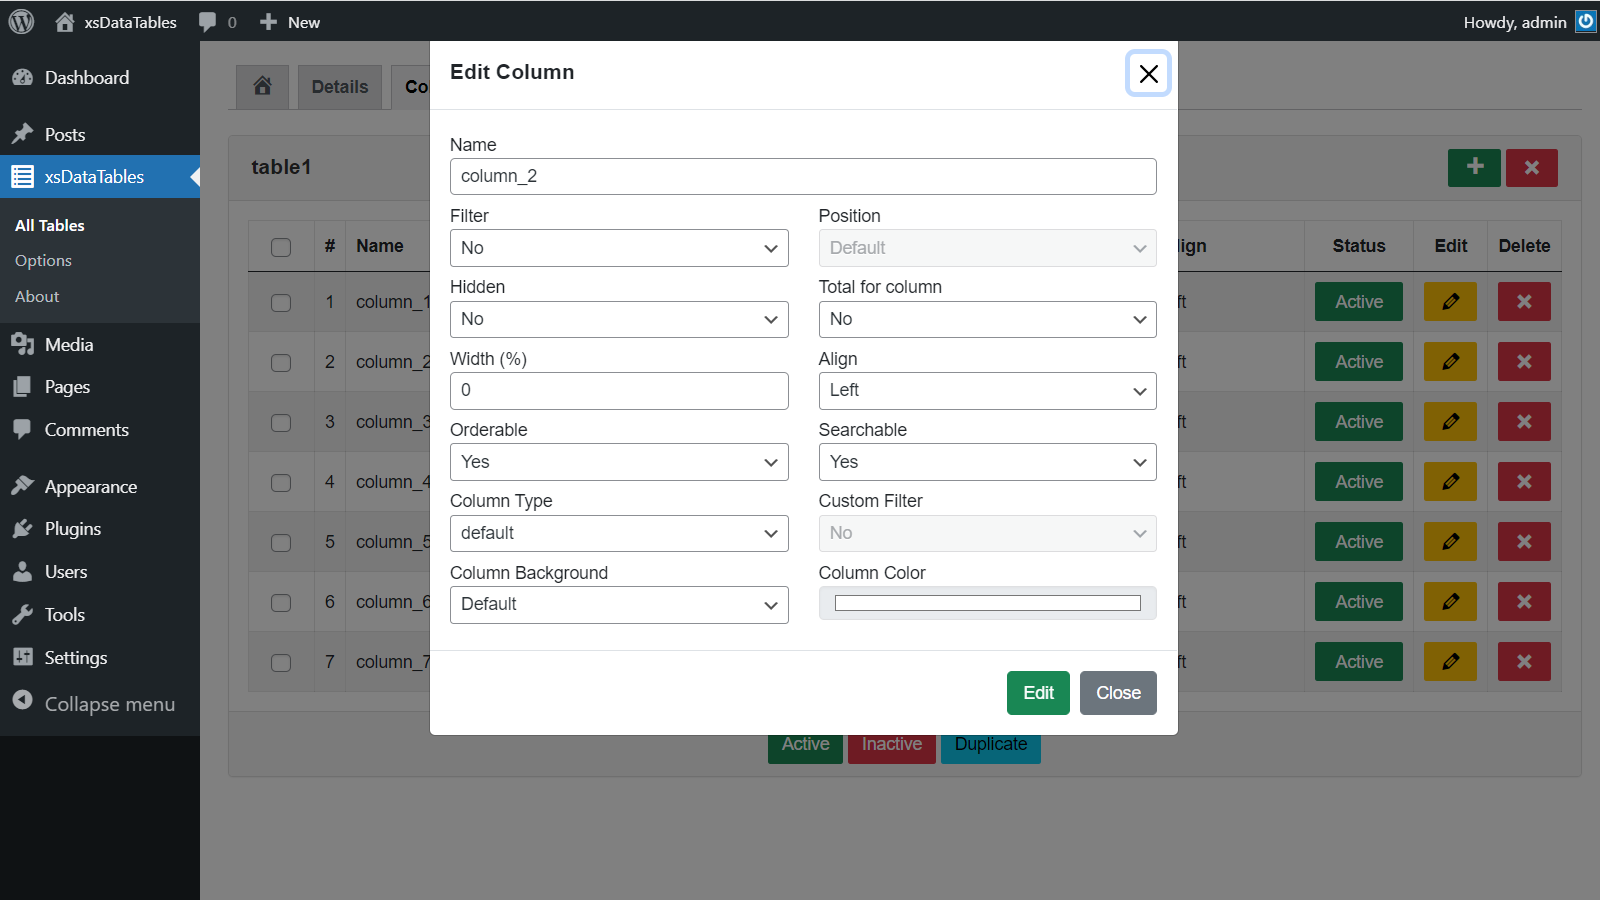 xsDataTables 0 New Howdy, admin
Dashboard
Posts
xsDataTables
All Tables
Options
About
Media
Pages
Comments
Appearance
Plugins
Users
Tools
Settings
Collapse menu
Details Co
table1
# Name lign Status Edit Delete
1 column_1 ft Active
2 column_2 ft Active
3 column_3 ft Active
4 column_4 ft Active
5 column_5 ft Active
6 column_6 ft Active
7 column_7 ft Active
Active Inactive Duplicate
Edit Column
Name
column_2
Filter Position
No Default
Hidden Total for column
No No
Width (%) Align
0 Left
Orderable Searchable
Yes Yes
Column Type Custom Filter
default No
Column Background Column Color
Default
Edit Close